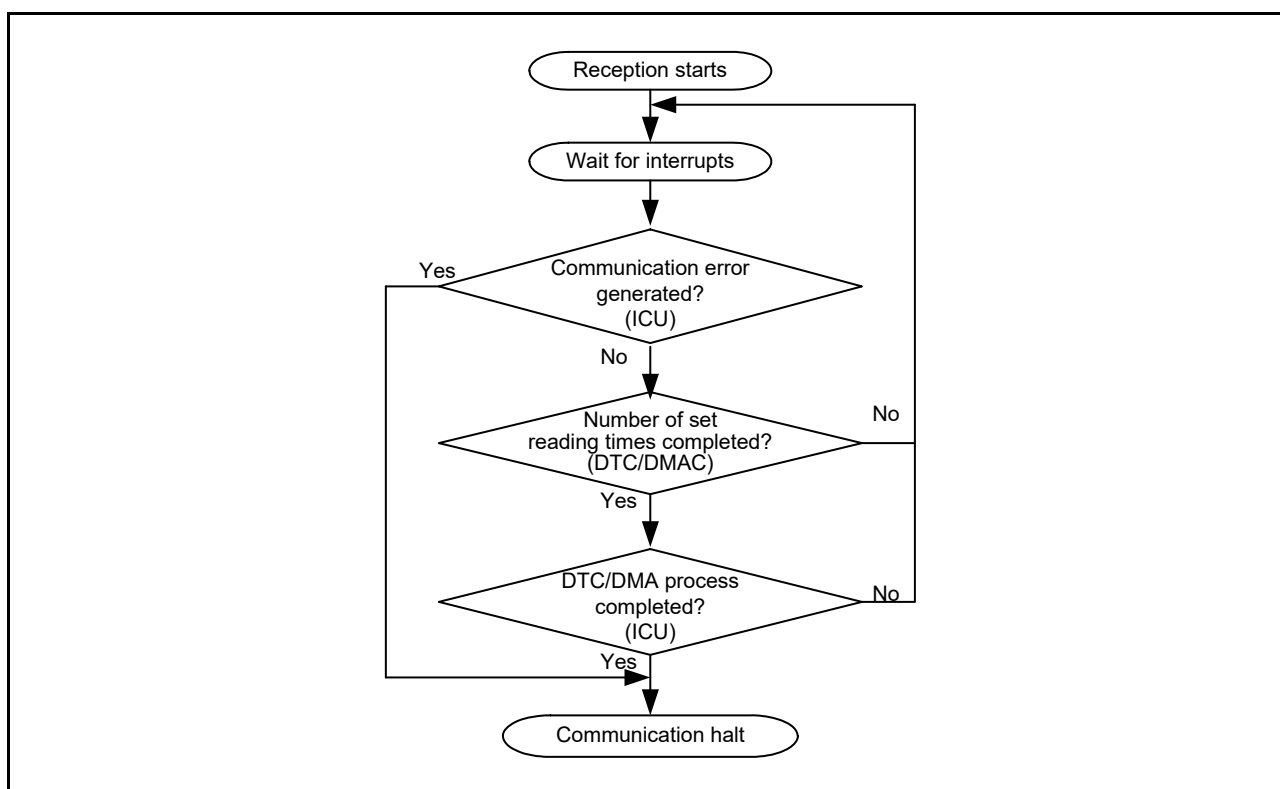 Reception starts
Wait for interrupts
Yes
Communication error
generated?
(ICU)
No
Number of set
reading times completed?
(DTC/DMAC)
No
Yes
DTC/DMA process
completed?
(ICU)
No
Yes
Communication halt